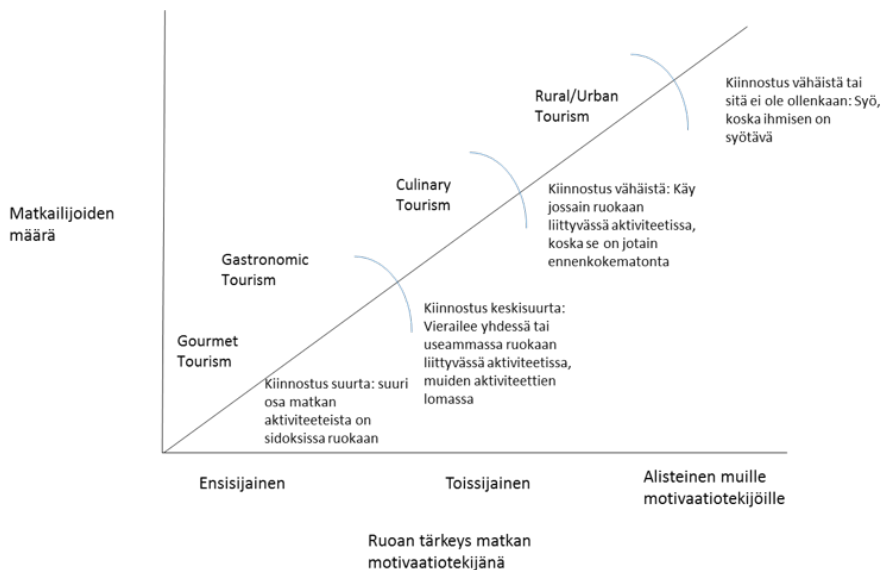 Rural/Urban
Tourism
Kiinnostus vähäistä tai
sitä ei ole ollenkaan: Syö,
koska ihmisen on
syötävä
Culinary
Tourism
Kiinnostus vähäistä: Käy
jossain ruokaan
liittyvässä aktiviteetissa,
koska se on jotain
ennenkokematonta
Matkailijoiden
määrä
Gastronomic
Tourism
Kiinnostus keskisuurta:
Vierailee yhdessä tai
useammassa ruokaan
liittyvässä aktiviteetissa,
muiden aktiviteettien
lomassa
Gourmet
Tourism
Kiinnostus suurta: suuri
osa matkan
aktiviteeteista on
sidoksissa ruokaan
Ensisijainen
Toissijainen
Alisteinen muille
motivaatiotekijöille
Ruoan tärkeys matkan
motivaatiotekijänä